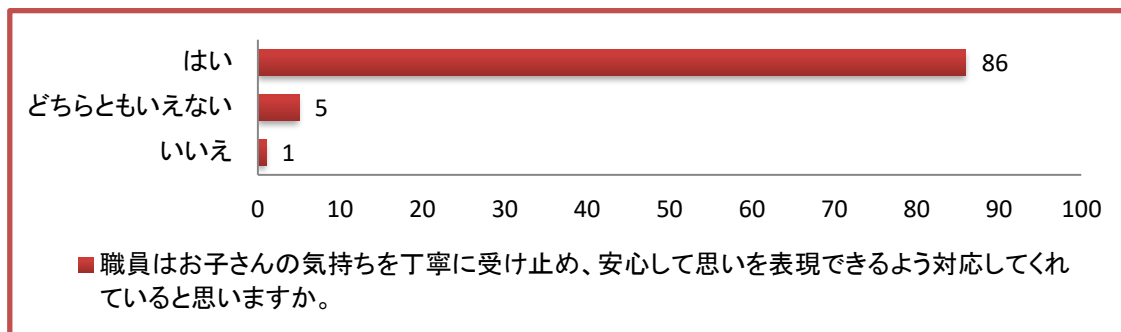 はい 86
どちらともいえない 5
いいえ 1
0 10 20 30 40 50 60 70 80 90 100
職員はお子さんの気持ちを丁寧に受け止め、安心して思いを表現できるよう対応してくれ
ていると思いますか。